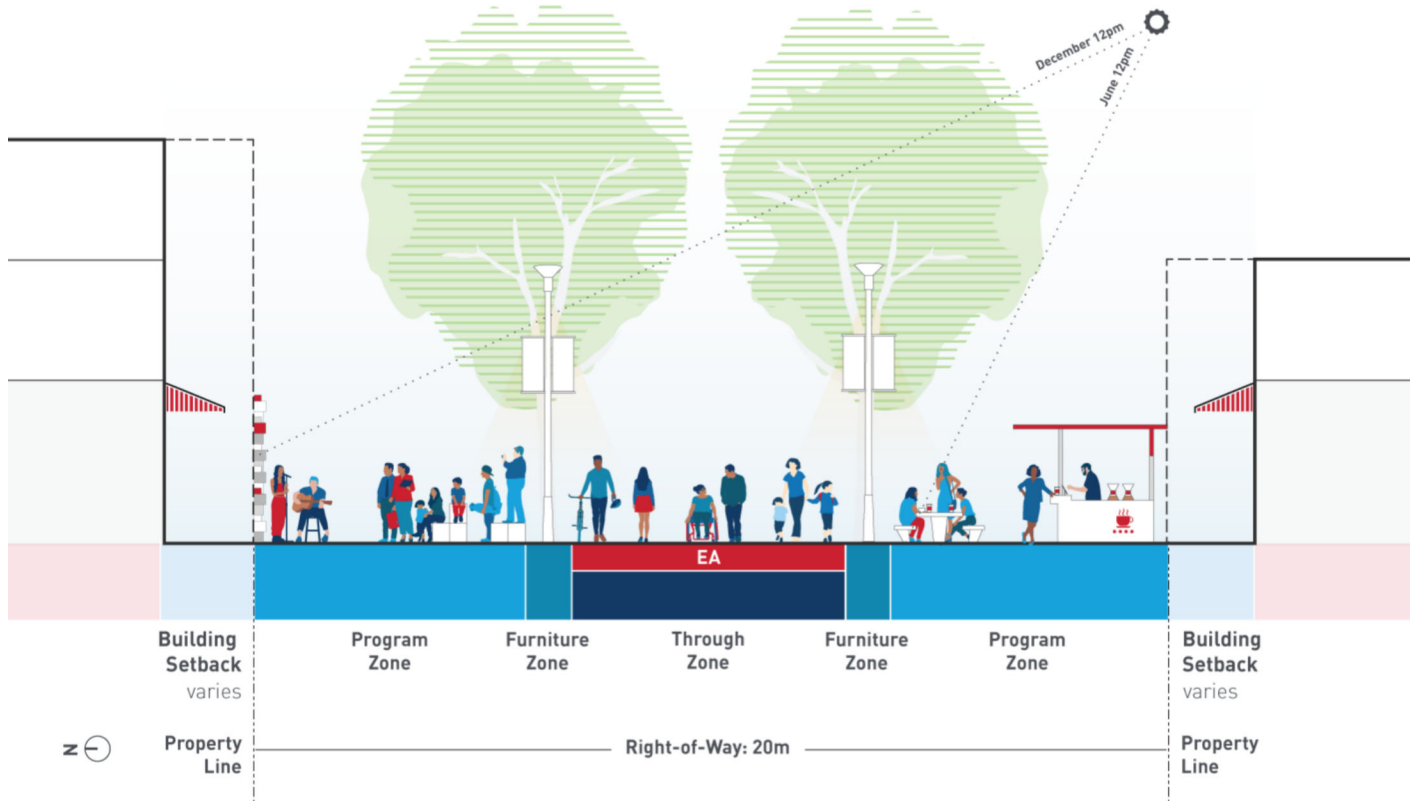 December 12pm
June 12pm
EA
Building
Setback
varies
Program
Zone
Furniture
Zone
Through
Zone
Furniture
Zone
Program
Zone
Building
Setback
varies
N
Property
Line
Right-of-Way: 20m
Property
Line